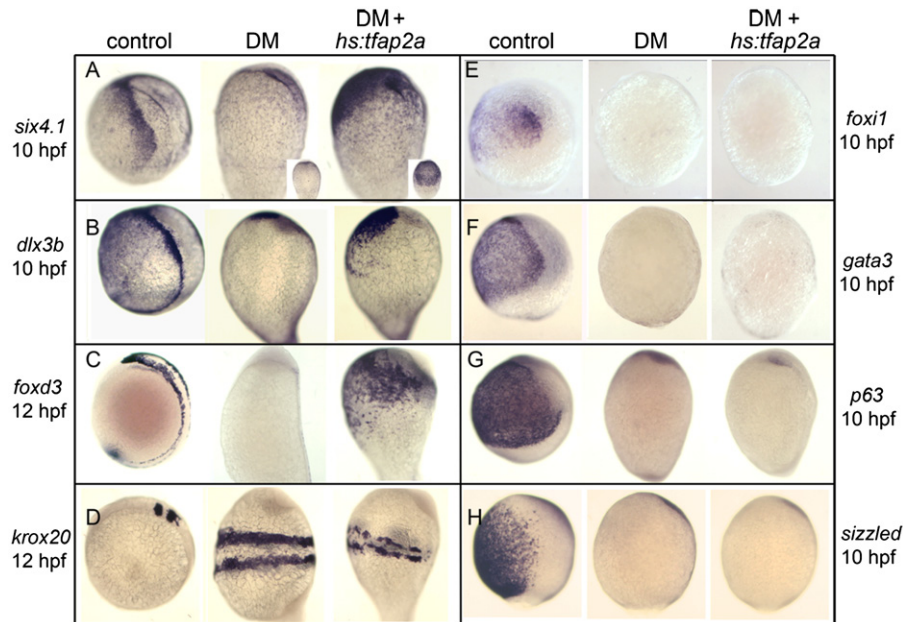 control DM DM + hs:tfap2a control DM DM + hs:tfap2a
A
six4.1
10 hpf
E
foxi1
10 hpf
B
dlx3b
10 hpf
F
gata3
10 hpf
C
foxd3
12 hpf
G
p63
10 hpf
D
krox20
12 hpf
H
sizzled
10 hpf